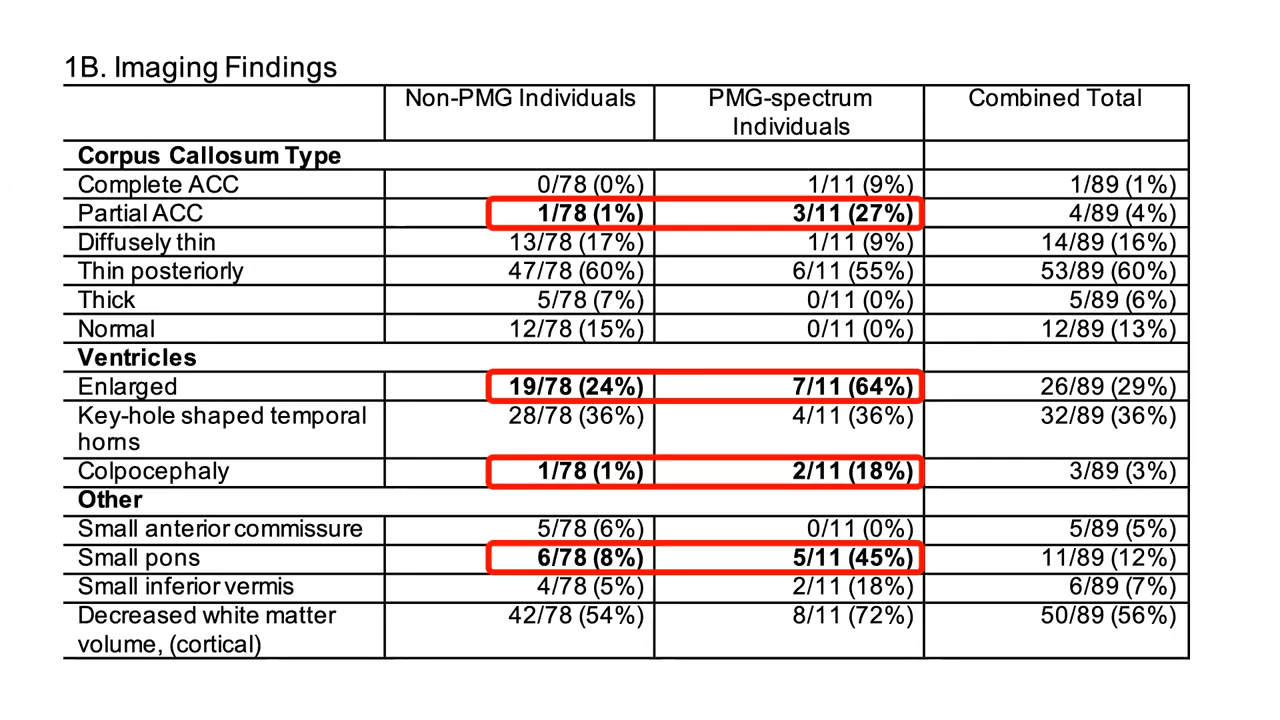 1B. Imaging Findings
Non-PMG Individuals PMG-spectrum Individuals Combined Total
Corpus Callosum Type
Complete ACC 0/78 (0%) 1/11 (9%) 1/89 (1%)
Partial ACC 1/78 (1%) 3/11 (27%) 4/89 (4%)
Diffusely thin 13/78 (17%) 1/11 (9%) 14/89 (16%)
Thin posteriorly 47/78 (60%) 6/11 (55%) 53/89 (60%)
Thick 5/78 (7%) 0/11 (0%) 5/89 (6%)
Normal 12/78 (15%) 0/11 (0%) 12/89 (13%)
Ventricles
Enlarged 19/78 (24%) 7/11 (64%) 26/89 (29%)
Key-hole shaped temporal 28/78 (36%) 4/11 (36%) 32/89 (36%)
horns
Colpocephaly 1/78 (1%) 2/11 (18%) 3/89 (3%)
Other
Small anterior commissure 5/78 (6%) 0/11 (0%) 5/89 (5%)
Small pons 6/78 (8%) 5/11 (45%) 11/89 (12%)
Small inferior vermis 4/78 (5%) 2/11 (18%) 6/89 (7%)
Decreased white matter 42/78 (54%) 8/11 (72%) 50/89 (56%)
volume, (cortical)